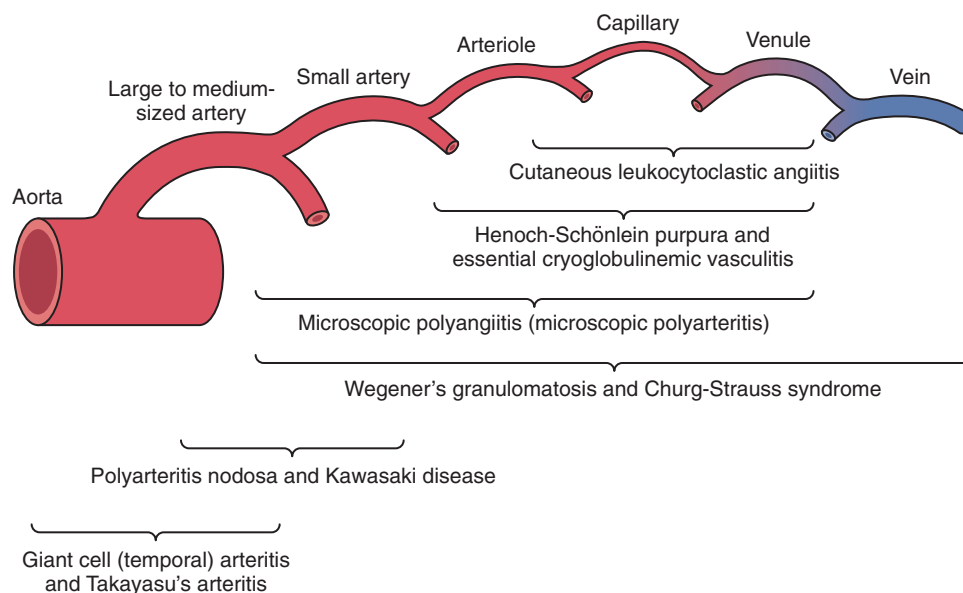 Capillary
Arteriole
Venule
Small artery
Vein
Large to medium-
sized artery
Cutaneous leukocytoclastic angiitis
Aorta
Henoch-Schönlein purpura and
essential cryoglobulinemic vasculitis
Microscopic polyangiitis (microscopic polyarteritis)
Wegener's granulomatosis and Churg-Strauss syndrome
Polyarteritis nodosa and Kawasaki disease
Giant cell (temporal) arteritis
and Takayasu's arteritis